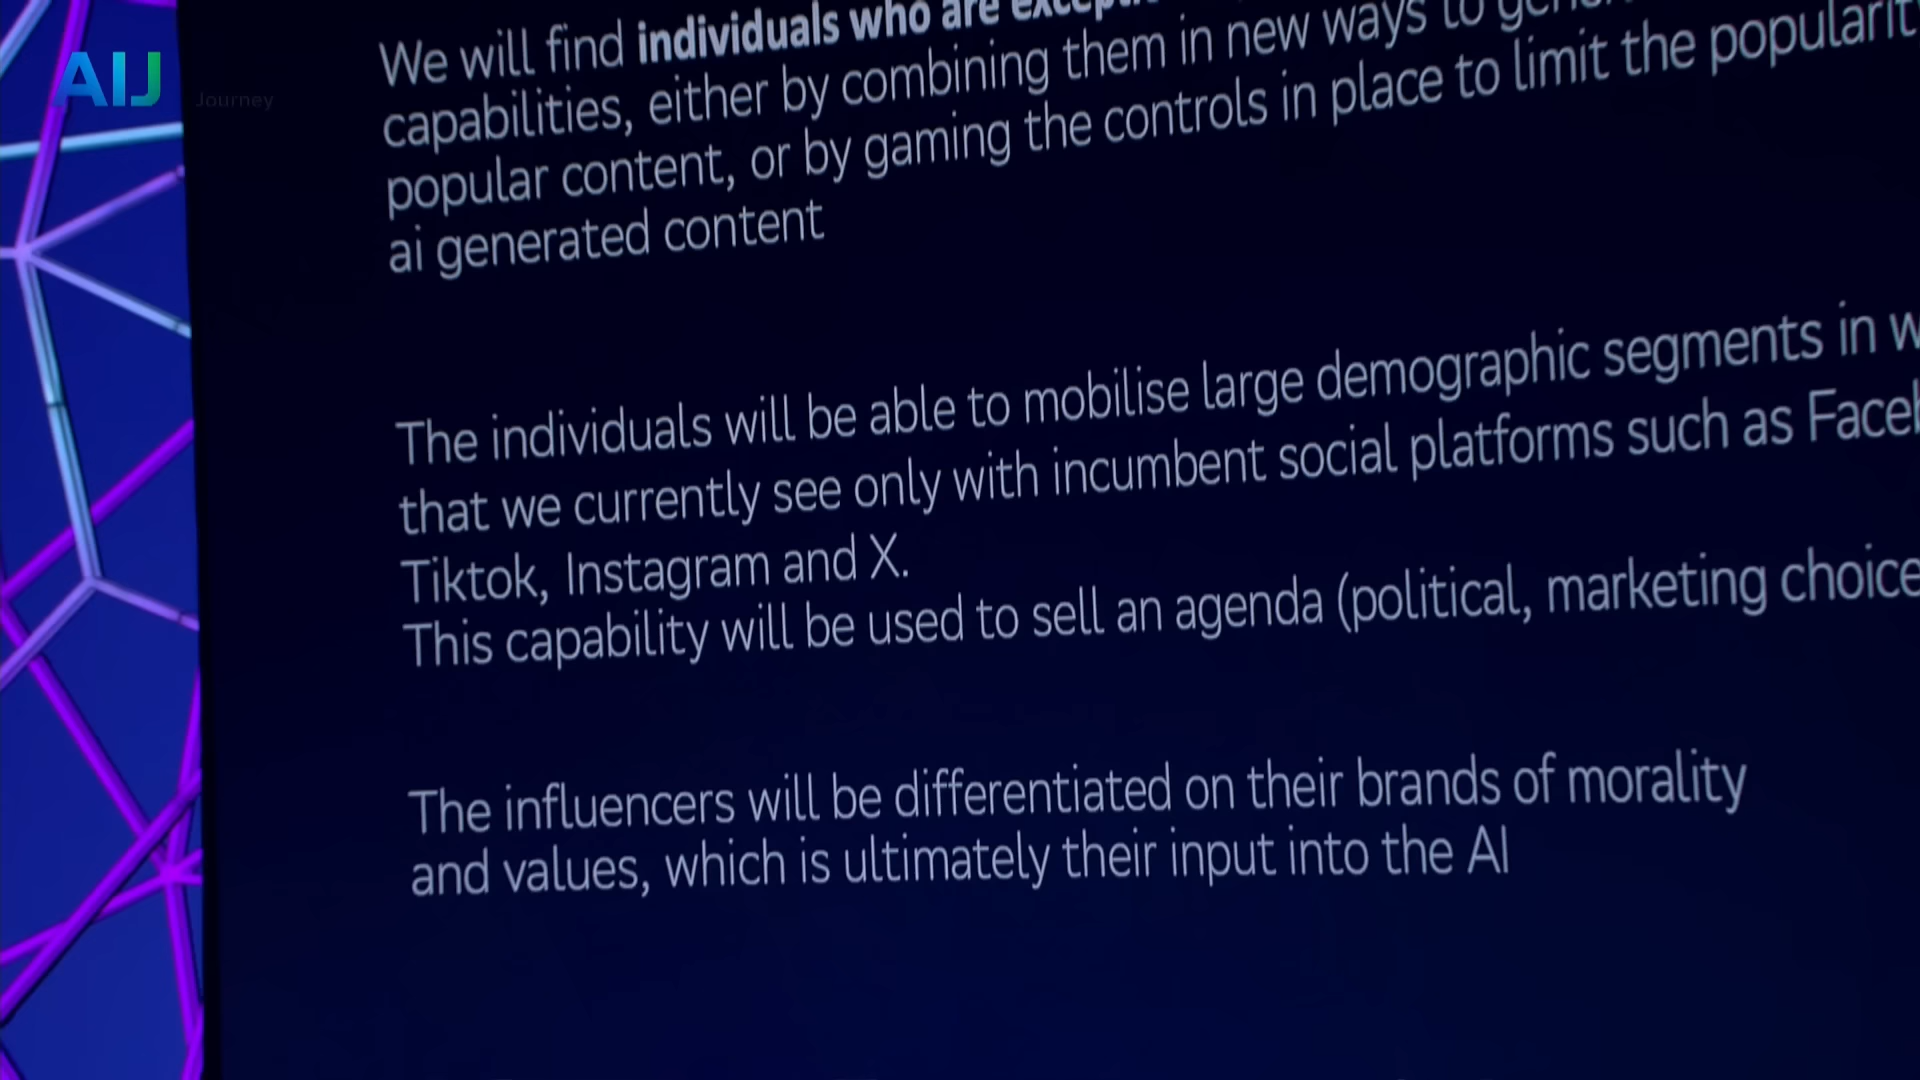 AIJ Journey
We will find individuals who are
capabilities, either by combining them in new ways to
popular content, or by gaming the controls in place to limit the
ai generated content
The individuals will be able to mobilise large demographic segments in
that we currently see only with incumbent social platforms such as
Tiktok, Instagram and X.
This capability will be used to sell an agenda (political, marketing
The influencers will be differentiated on their brands of morality
and values, which is ultimately their input into the AI